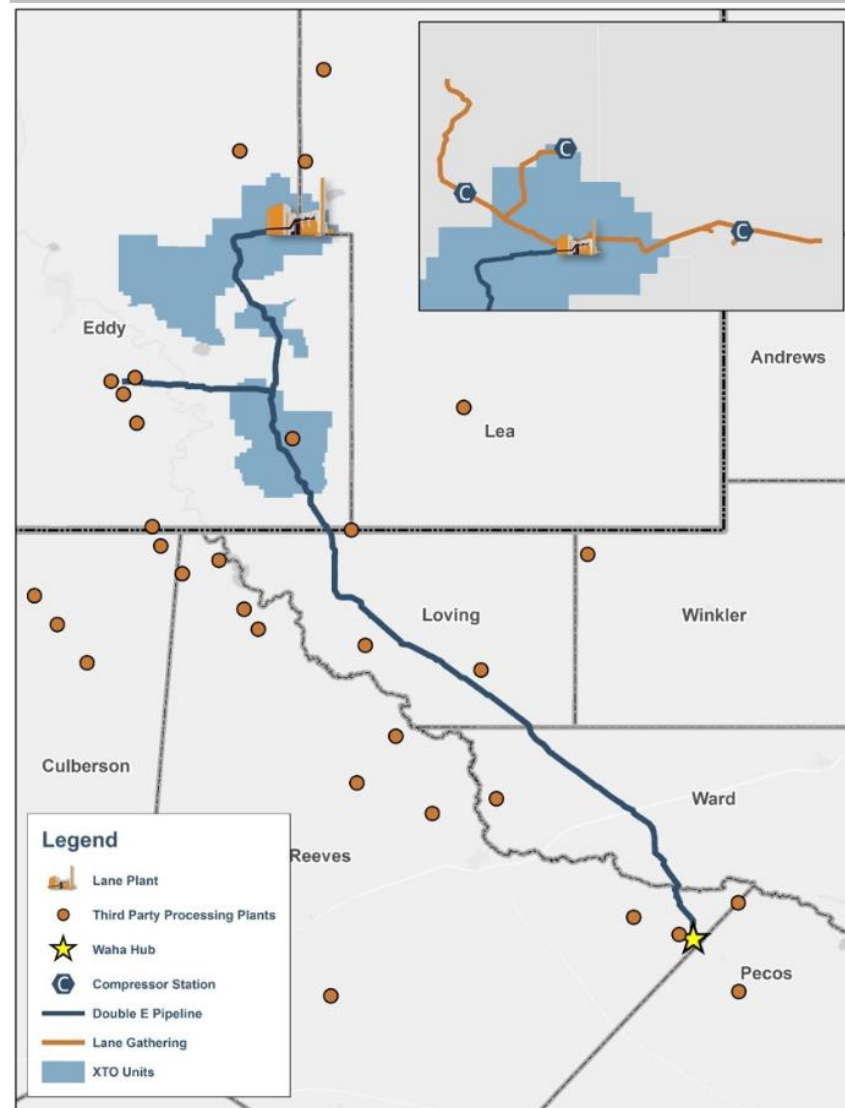 C
C
C
Eddy
Andrews
Lea
Loving
Winkler
Culberson
Ward
Reeves
Pecos
Legend
Lane Plant
Third Party Processing Plants
Waha Hub
C Compressor Station
Double E Pipeline
Lane Gathering
XTO Units